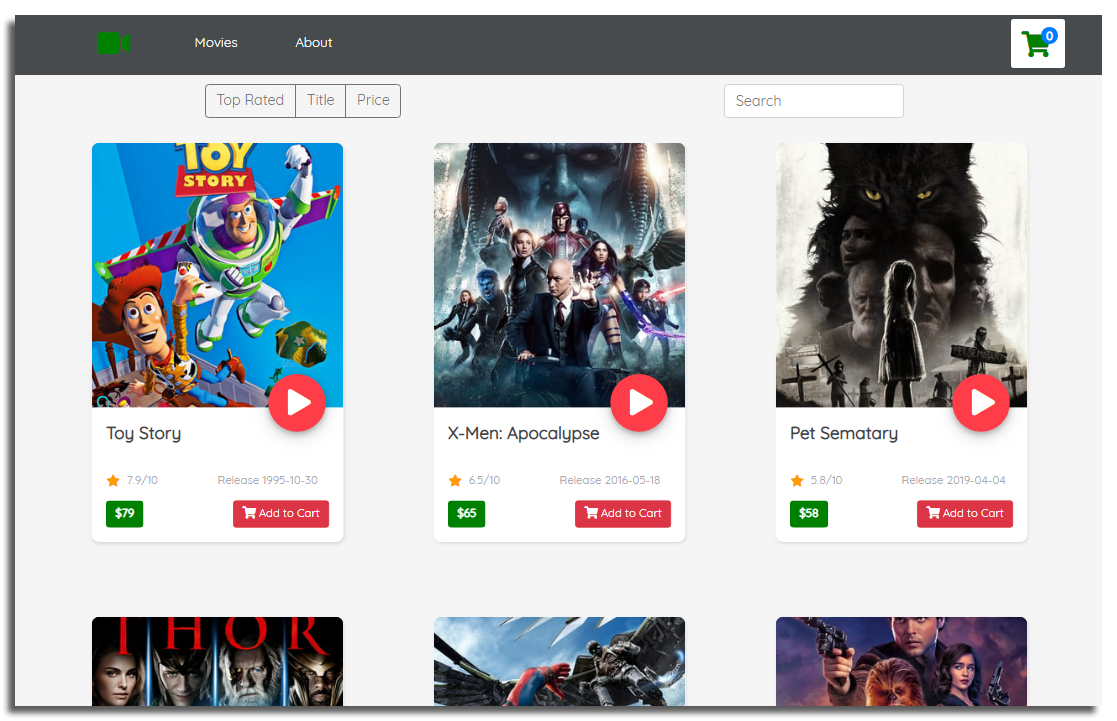 Movies About 0
Top Rated Title Price Search
TOY
STORY
PET SEMATARY
Toy Story X-Men: Apocalypse Pet Sematary
7.9/10 Release 1995-10-30 6.5/10 Release 2016-05-18 5.8/10 Release 2019-04-04
$79 Add to Cart $65 Add to Cart $58 Add to Cart
THOR